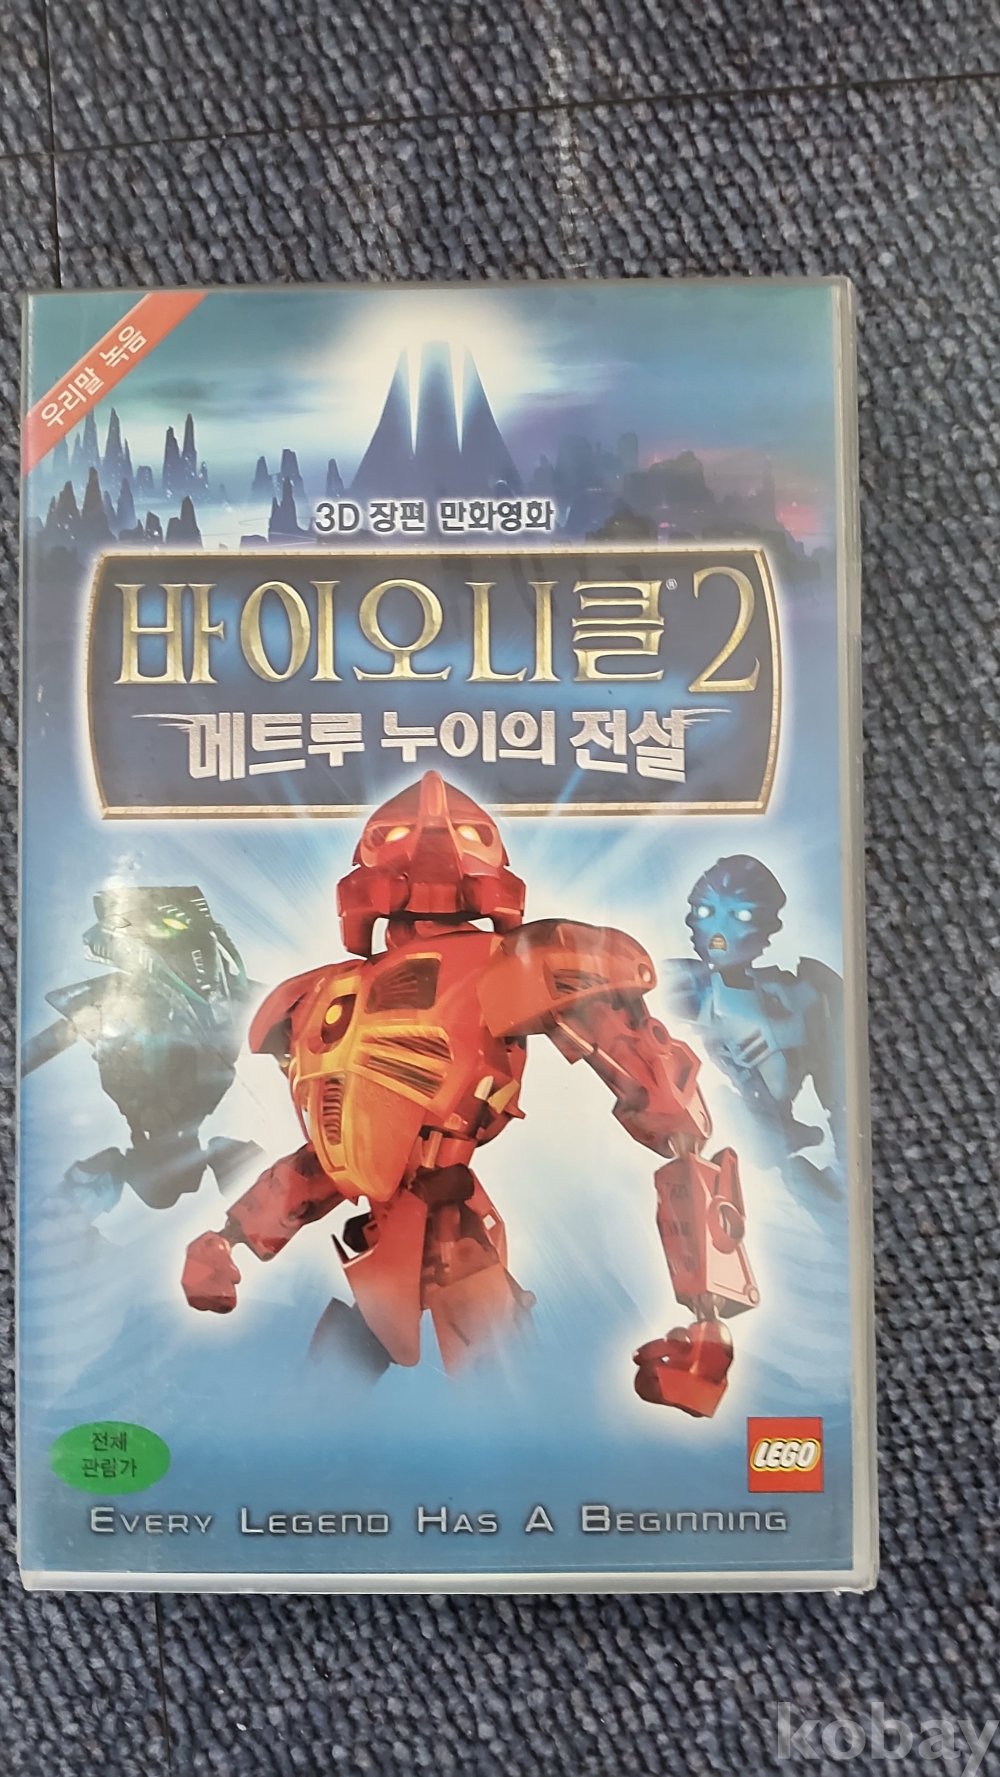 우리말 녹음
3D 장편 만화영화
바이오니클® 2
메트루 누이의 전설
전체
관람가
LEGO
EVERY LEGEND HAS A BEGINNING
kobay